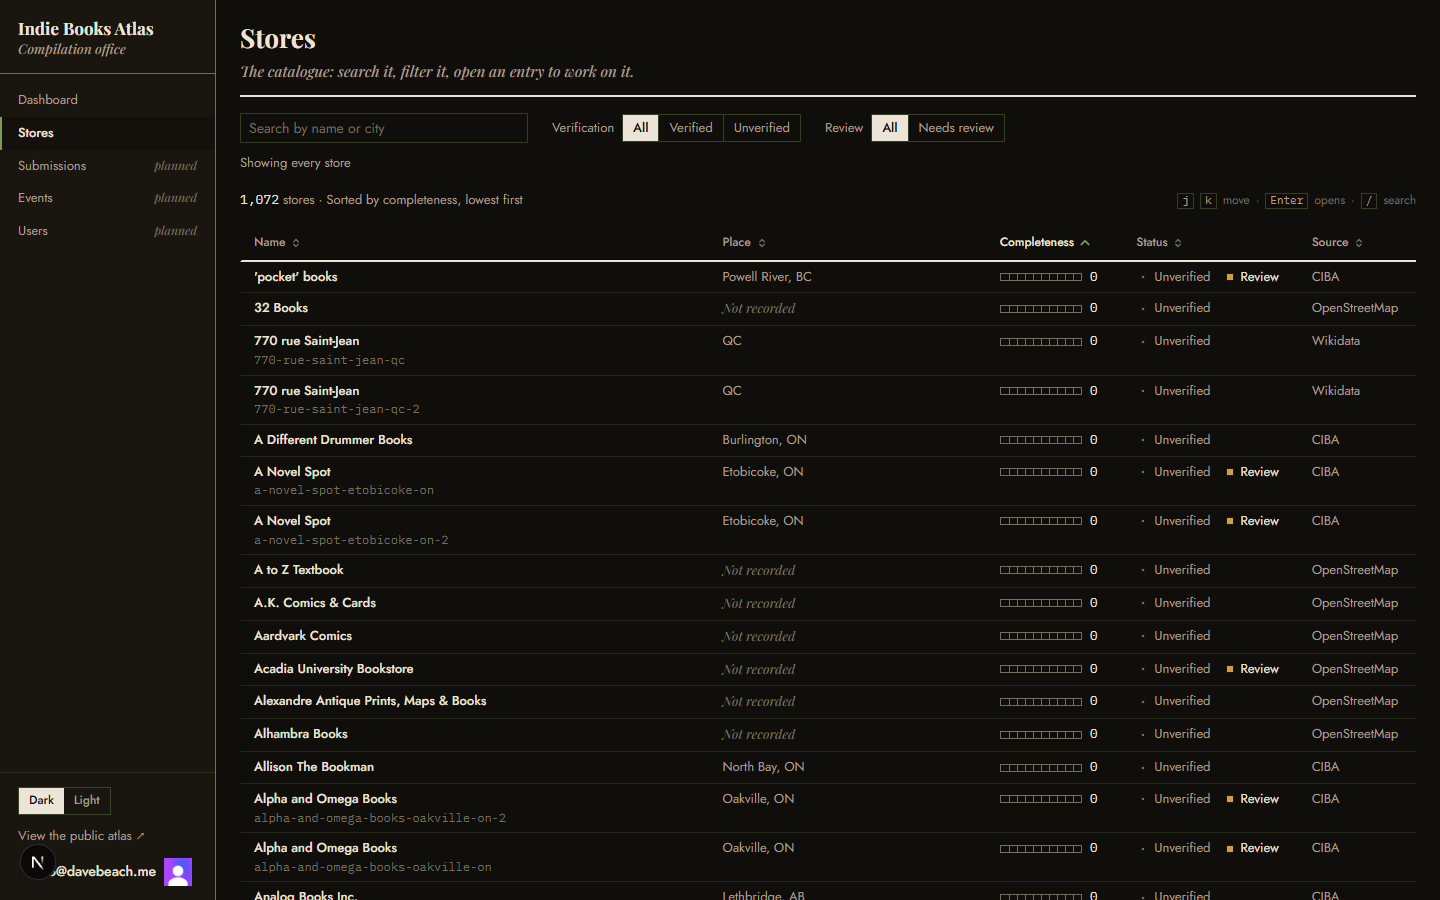 Indie Books Atlas
Compilation office
Dashboard
Stores
Submissions planned
Events planned
Users planned
Dark Light
View the public atlas ↗
N @davebeach.me
Stores
The catalogue: search it, filter it, open an entry to work on it.
Search by name or city Verification All Verified Unverified Review All Needs review
Showing every store
1,072 stores · Sorted by completeness, lowest first j k move · Enter opens · / search
Name Place Completeness Status Source
'pocket' books Powell River, BC 0 · Unverified Review CIBA
32 Books Not recorded 0 · Unverified OpenStreetMap
770 rue Saint-Jean QC 0 · Unverified Wikidata
770-rue-saint-jean-qc
770 rue Saint-Jean QC 0 · Unverified Wikidata
770-rue-saint-jean-qc-2
A Different Drummer Books Burlington, ON 0 · Unverified CIBA
A Novel Spot Etobicoke, ON 0 · Unverified Review CIBA
a-novel-spot-etobicoke-on
A Novel Spot Etobicoke, ON 0 · Unverified Review CIBA
a-novel-spot-etobicoke-on-2
A to Z Textbook Not recorded 0 · Unverified OpenStreetMap
A.K. Comics & Cards Not recorded 0 · Unverified OpenStreetMap
Aardvark Comics Not recorded 0 · Unverified OpenStreetMap
Acadia University Bookstore Not recorded 0 · Unverified Review OpenStreetMap
Alexandre Antique Prints, Maps & Books Not recorded 0 · Unverified OpenStreetMap
Alhambra Books Not recorded 0 · Unverified OpenStreetMap
Allison The Bookman North Bay, ON 0 · Unverified CIBA
Alpha and Omega Books Oakville, ON 0 · Unverified Review CIBA
alpha-and-omega-books-oakville-on-2
Alpha and Omega Books Oakville, ON 0 · Unverified Review CIBA
alpha-and-omega-books-oakville-on
Analog Books Inc. Lethbridge, AB 0 · Unverified CIBA